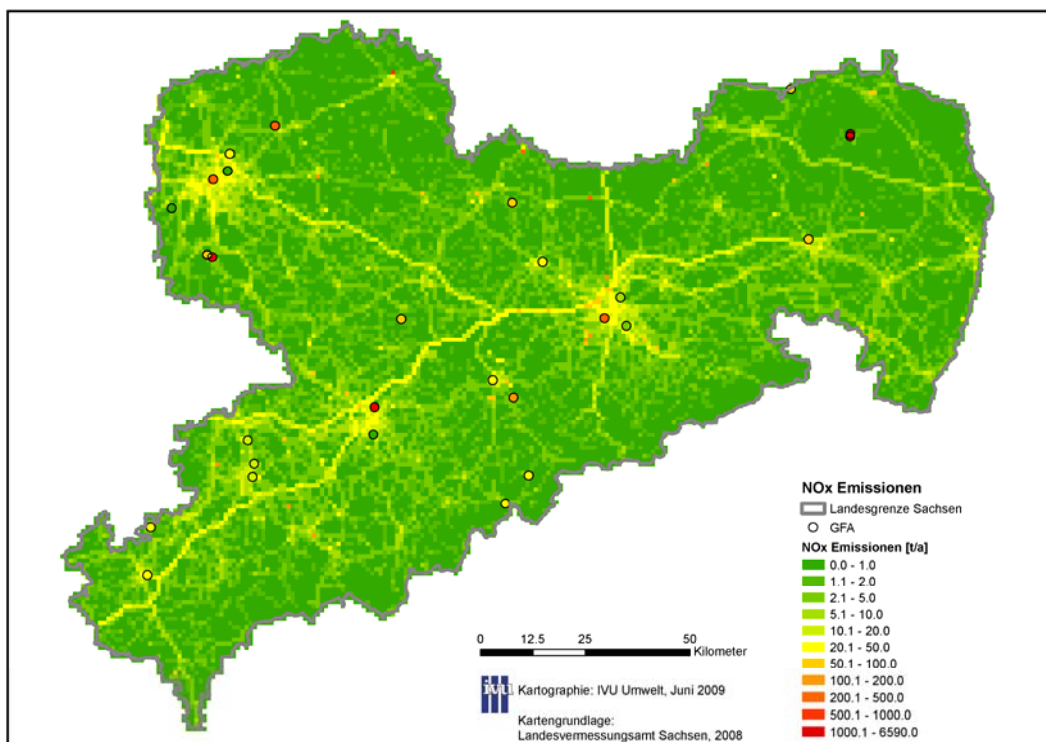 NOx Emissionen
Landesgrenze Sachsen
GFA
NOx Emissionen [t/a]
0.0 - 1.0
1.1 - 2.0
2.1 - 5.0
5.1 - 10.0
10.1 - 20.0
20.1 - 50.0
50.1 - 100.0
100.1 - 200.0
200.1 - 500.0
500.1 - 1000.0
1000.1 - 6590.0
0 12.5 25 50
Kilometer
ivu
Kartographie: IVU Umwelt, Juni 2009
Kartengrundlage:
Landesvermessungsamt Sachsen, 2008